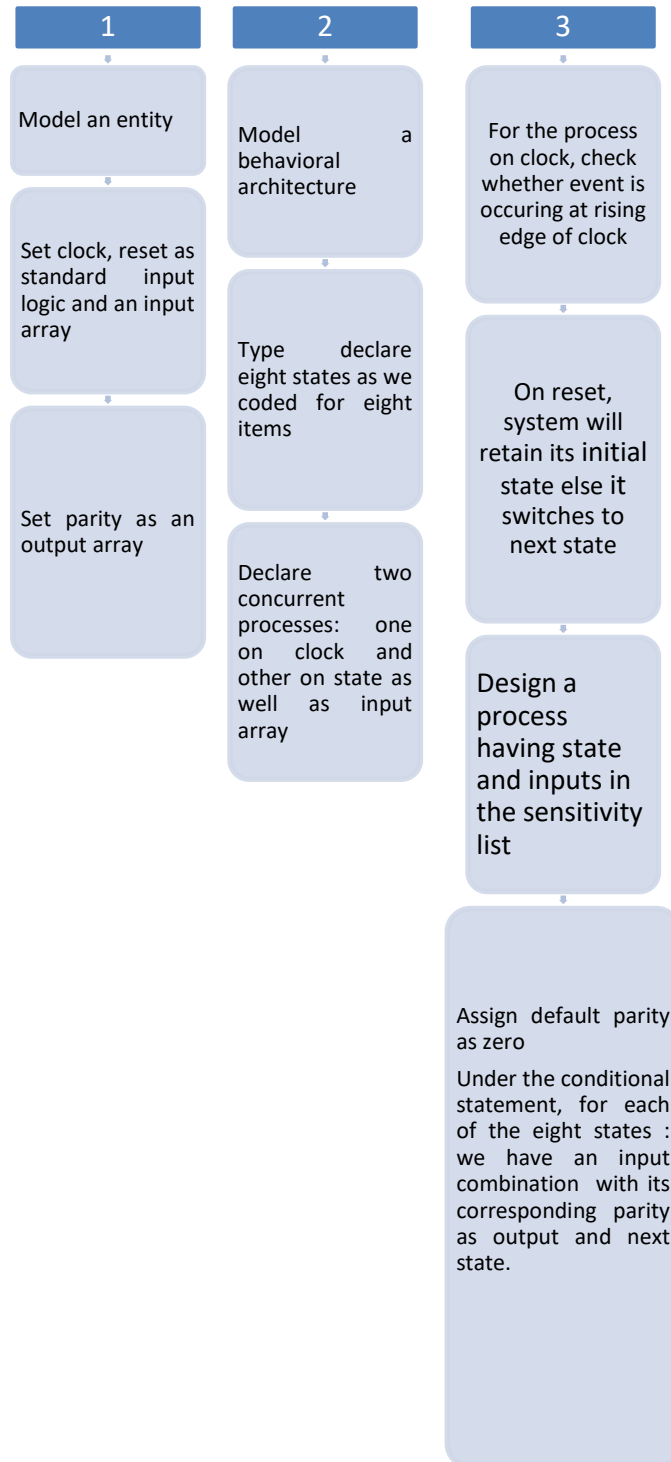 1
Model an entity
Set clock, reset as
standard input
logic and an input
array
Set parity as an
output array
2
Model a
behavioral
architecture
Type declare
eight states as we
coded for eight
items
Declare two
concurrent
processes: one
on clock and
other on state as
well as input
array
3
For the process
on clock, check
whether event is
occuring at rising
edge of clock
On reset,
system will
retain its initial
state else it
switches to
next state
Design a
process
having state
and inputs in
the sensitivity
list
Assign default parity
as zero
Under the conditional
statement, for each
of the eight states :
we have an input
combination with its
corresponding parity
as output and next
state.